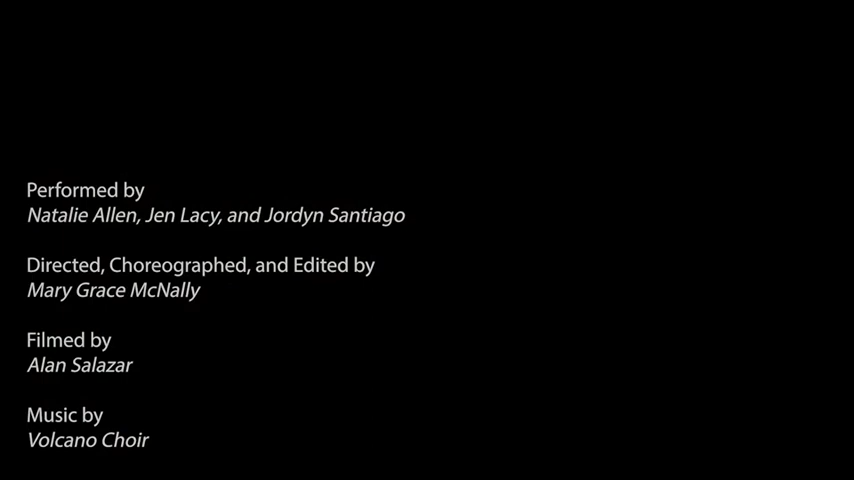 Performed by
Natalie Allen, Jen Lacy, and Jordyn Santiago
Directed, Choreographed, and Edited by
Mary Grace McNally
Filmed by
Alan Salazar
Music by
Volcano Choir